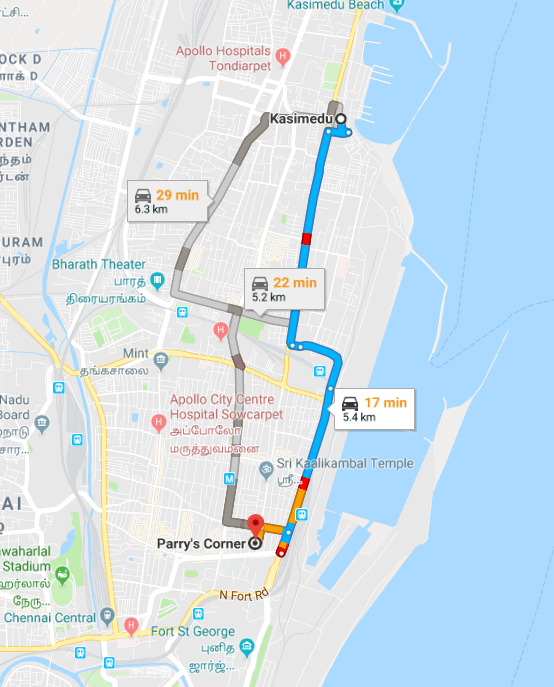 ட்சி...
Kasimedu Beach
Apollo Hospitals
Tondiarpet
H
OCK D
ாக் D
Kasimedu
NTHAM
RDEN
்தம்
ர்டன்
29 min
6.3 km
PURAM
புரம்
Bharath Theater
பாரத்
திரையரங்கம்
22 min
5.2 km
H
Mint
தங்கசாலை
Nadu
Board
Apollo City Centre
Hospital Sowcarpet
அப்போலோ
மருத்துவமனை
H
17 min
5.4 km
Sri Kaalikambal Temple
ஸ்ரீ...
M
AI
Parry's Corner
awaharlal
Stadium
ஹர்லால்
நேரு...
N Fort Rd
Chennai Central
H
Fort St George
புனித
ஜார்ஜ்...